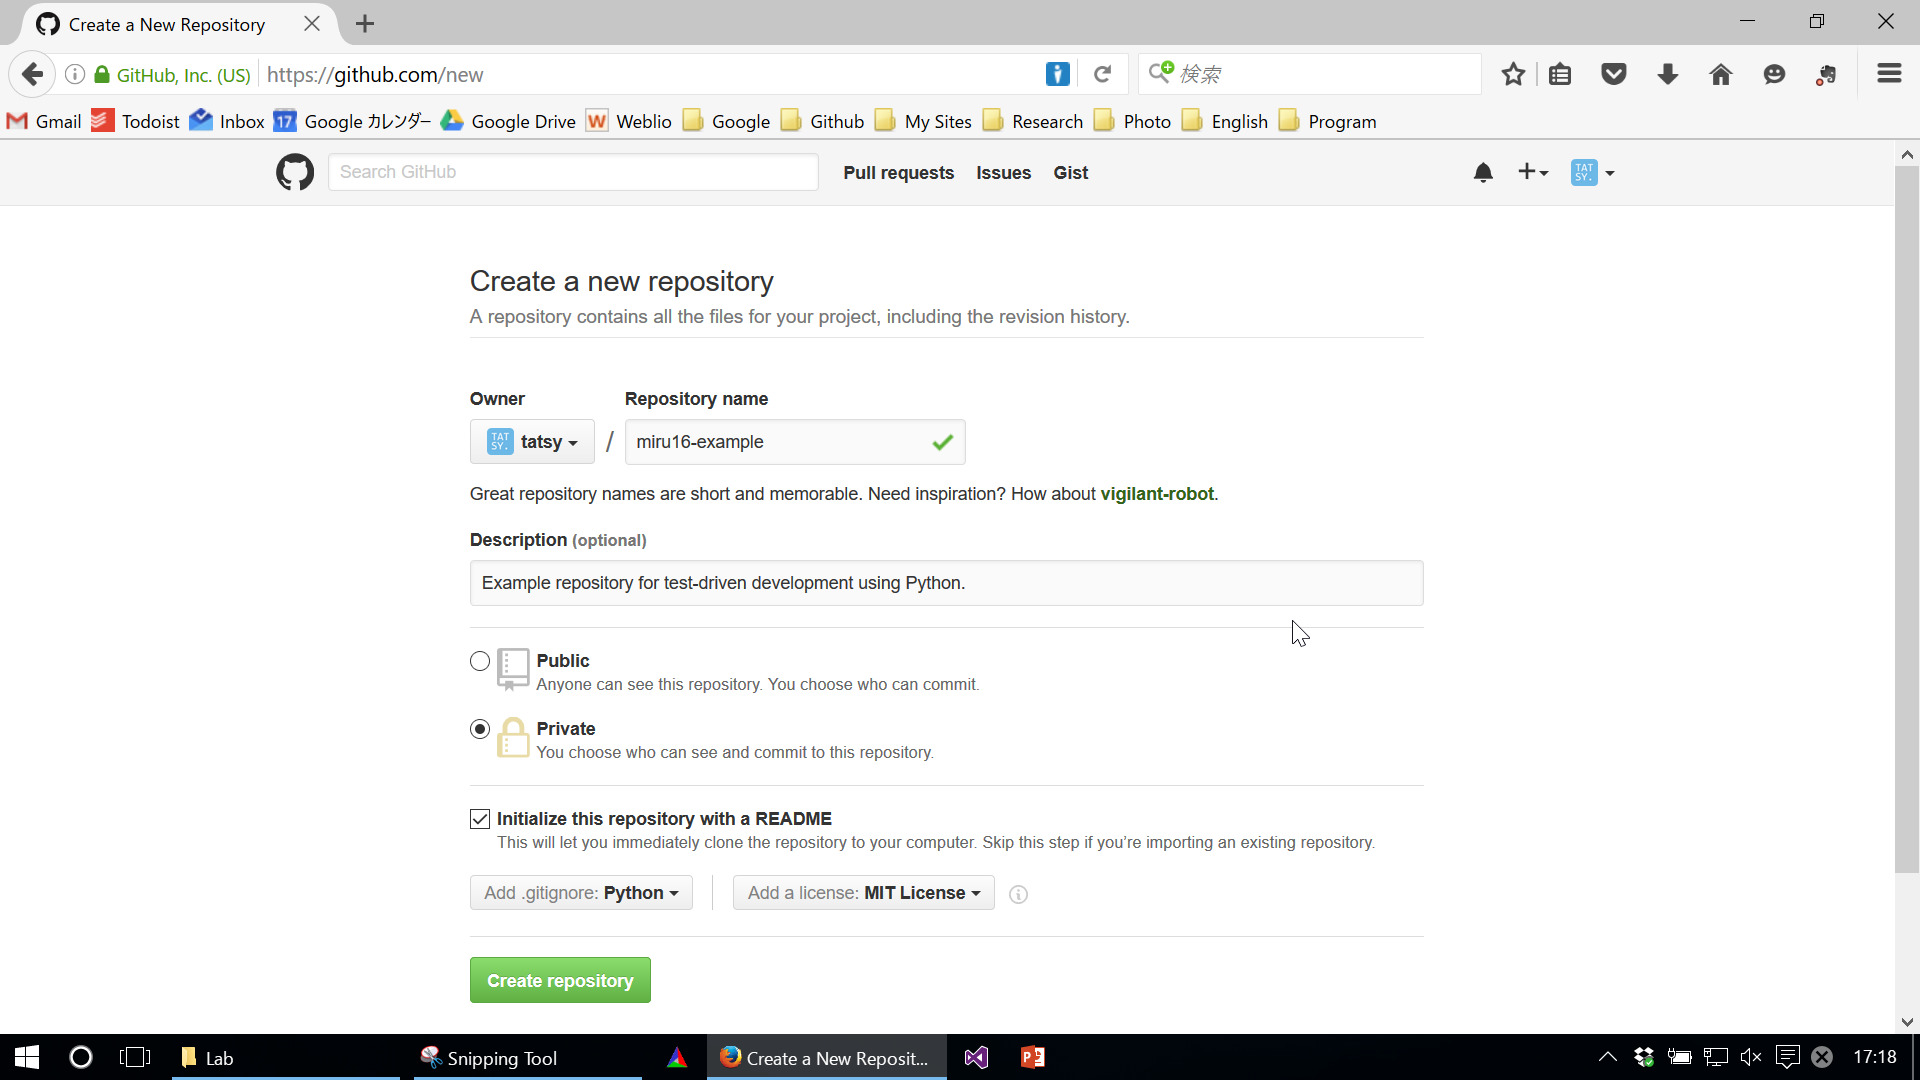 Create a New Repository
GitHub, Inc. (US) https://github.com/new 検索
Gmail Todoist Inbox 17 Google カレンダー Google Drive W Weblio Google Github My Sites Research Photo English Program
Search GitHub Pull requests Issues Gist TAT SY.
Create a new repository
A repository contains all the files for your project, including the revision history.
Owner Repository name
TAT SY. tatsy / miru16-example
Great repository names are short and memorable. Need inspiration? How about vigilant-robot.
Description (optional)
Example repository for test-driven development using Python.
Public
Anyone can see this repository. You choose who can commit.
Private
You choose who can see and commit to this repository.
Initialize this repository with a README
This will let you immediately clone the repository to your computer. Skip this step if you’re importing an existing repository.
Add .gitignore: Python Add a license: MIT License
Create repository
Lab Snipping Tool Create a New Reposit... 17:18